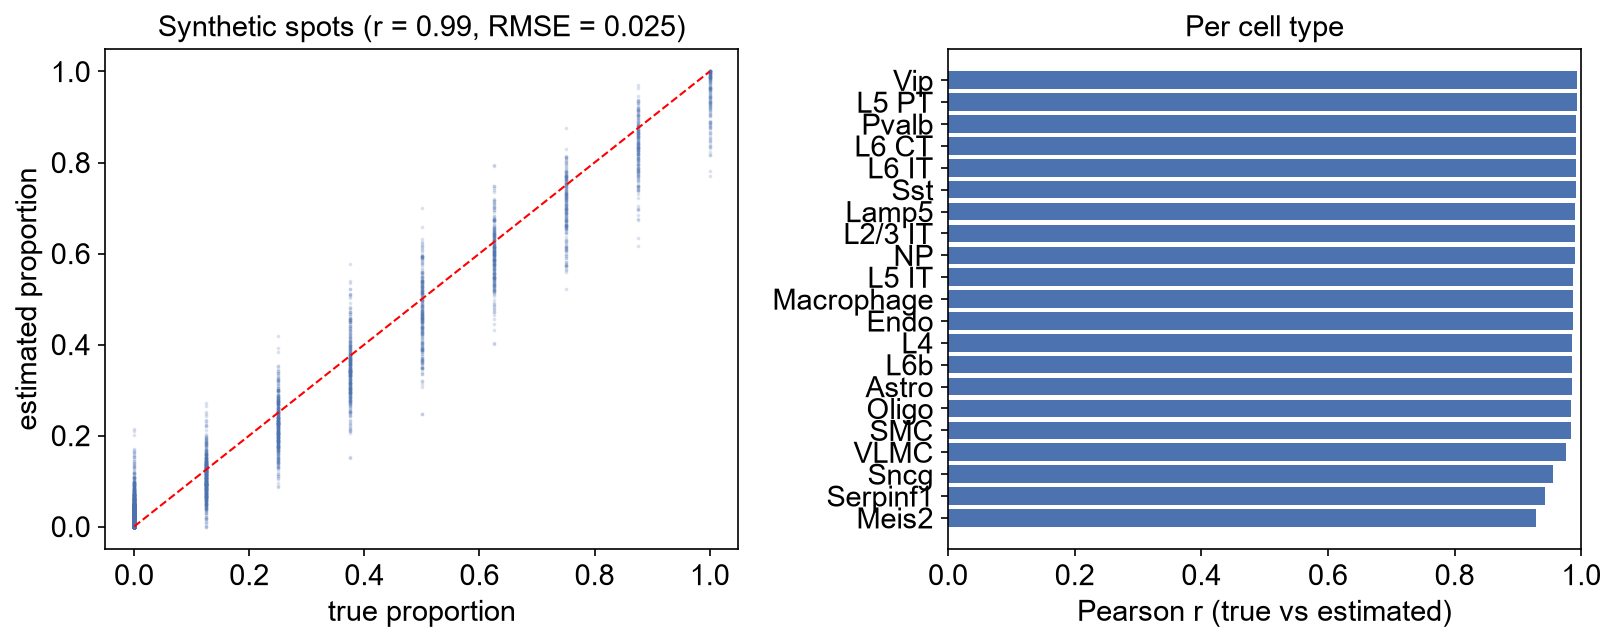 Synthetic spots (r = 0.99, RMSE = 0.025)
1.0
0.8
0.6
0.4
0.2
0.0
estimated proportion
0.0 0.2 0.4 0.6 0.8 1.0
true proportion
Per cell type
Vip
L5 PT
Pvalb
L6 CT
L6 IT
Sst
Lamp5
L2/3 IT
NP
L5 IT
Macrophage
Endo
L4
L6b
Astro
Oligo
SMC
VLMC
Sncg
Serpinf1
Meis2
0.0 0.2 0.4 0.6 0.8 1.0
Pearson r (true vs estimated)